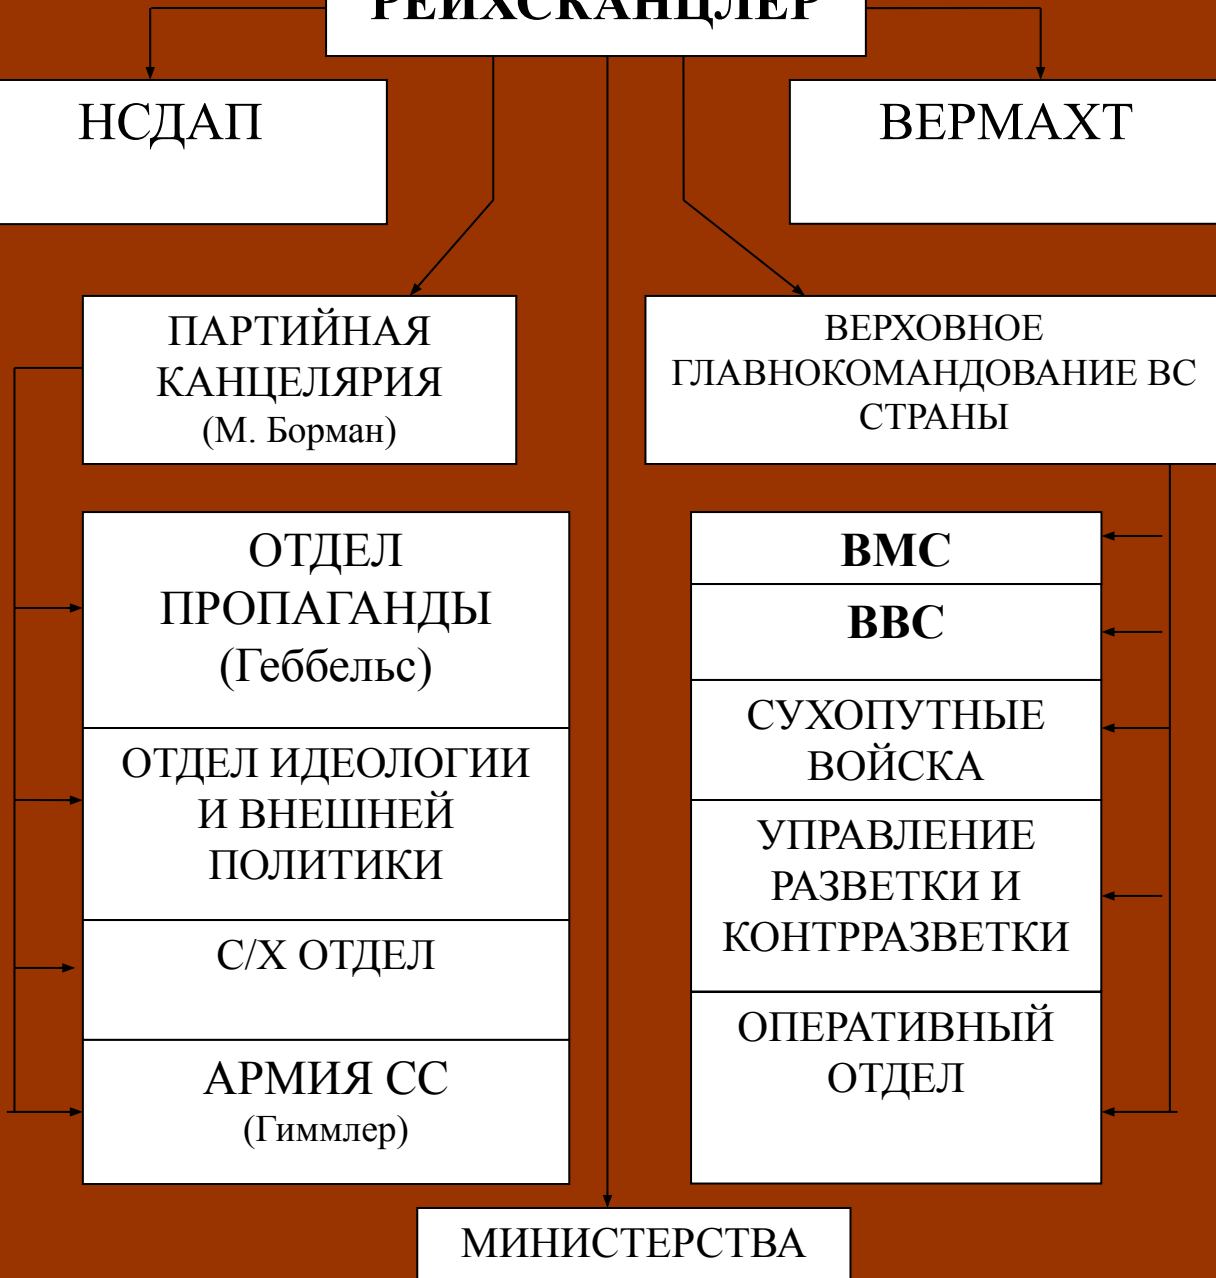 РЕЙХСКАНЦЛЕР
НСДАП
ВЕРМАХТ
ПАРТИЙНАЯ
КАНЦЕЛЯРИЯ
(М. Борман)
ВЕРХОВНОЕ
ГЛАВНОКОМАНДОВАНИЕ ВС
СТРАНЫ
ОТДЕЛ
ПРОПАГАНДЫ
(Геббельс)
ОТДЕЛ ИДЕОЛОГИИ
И ВНЕШНЕЙ
ПОЛИТИКИ
С/Х ОТДЕЛ
АРМИЯ СС
(Гиммлер)
ВМС
ВВС
СУХОПУТНЫЕ
ВОЙСКА
УПРАВЛЕНИЕ
РАЗВЕТКИ И
КОНТРРАЗВЕТКИ
ОПЕРАТИВНЫЙ
ОТДЕЛ
МИНИСТЕРСТВА